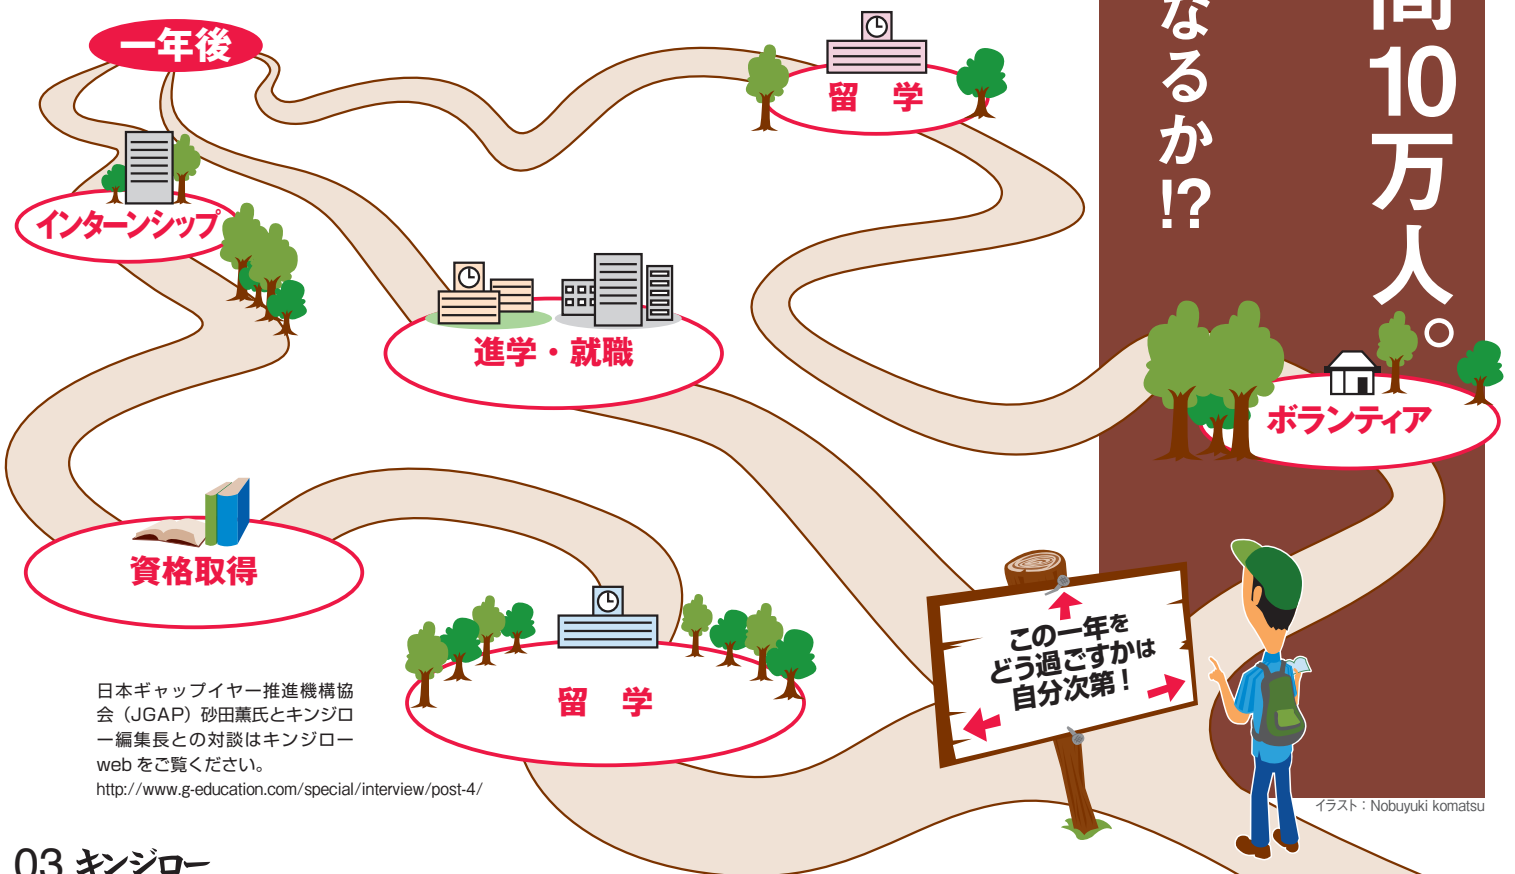 間10万人。
なるか!?
一年後
留　学
インターンシップ
進学・就職
ボランティア
資格取得
留　学
この一年を
どう過ごすかは
自分次第！
日本ギャップイヤー推進機構協
会（JGAP）砂田薫氏とキンジロ
ー編集長との対談はキンジロー
web をご覧ください。
http://www.g-education.com/special/interview/post-4/
イラスト：Nobuyuki komatsu
03 キンジロー